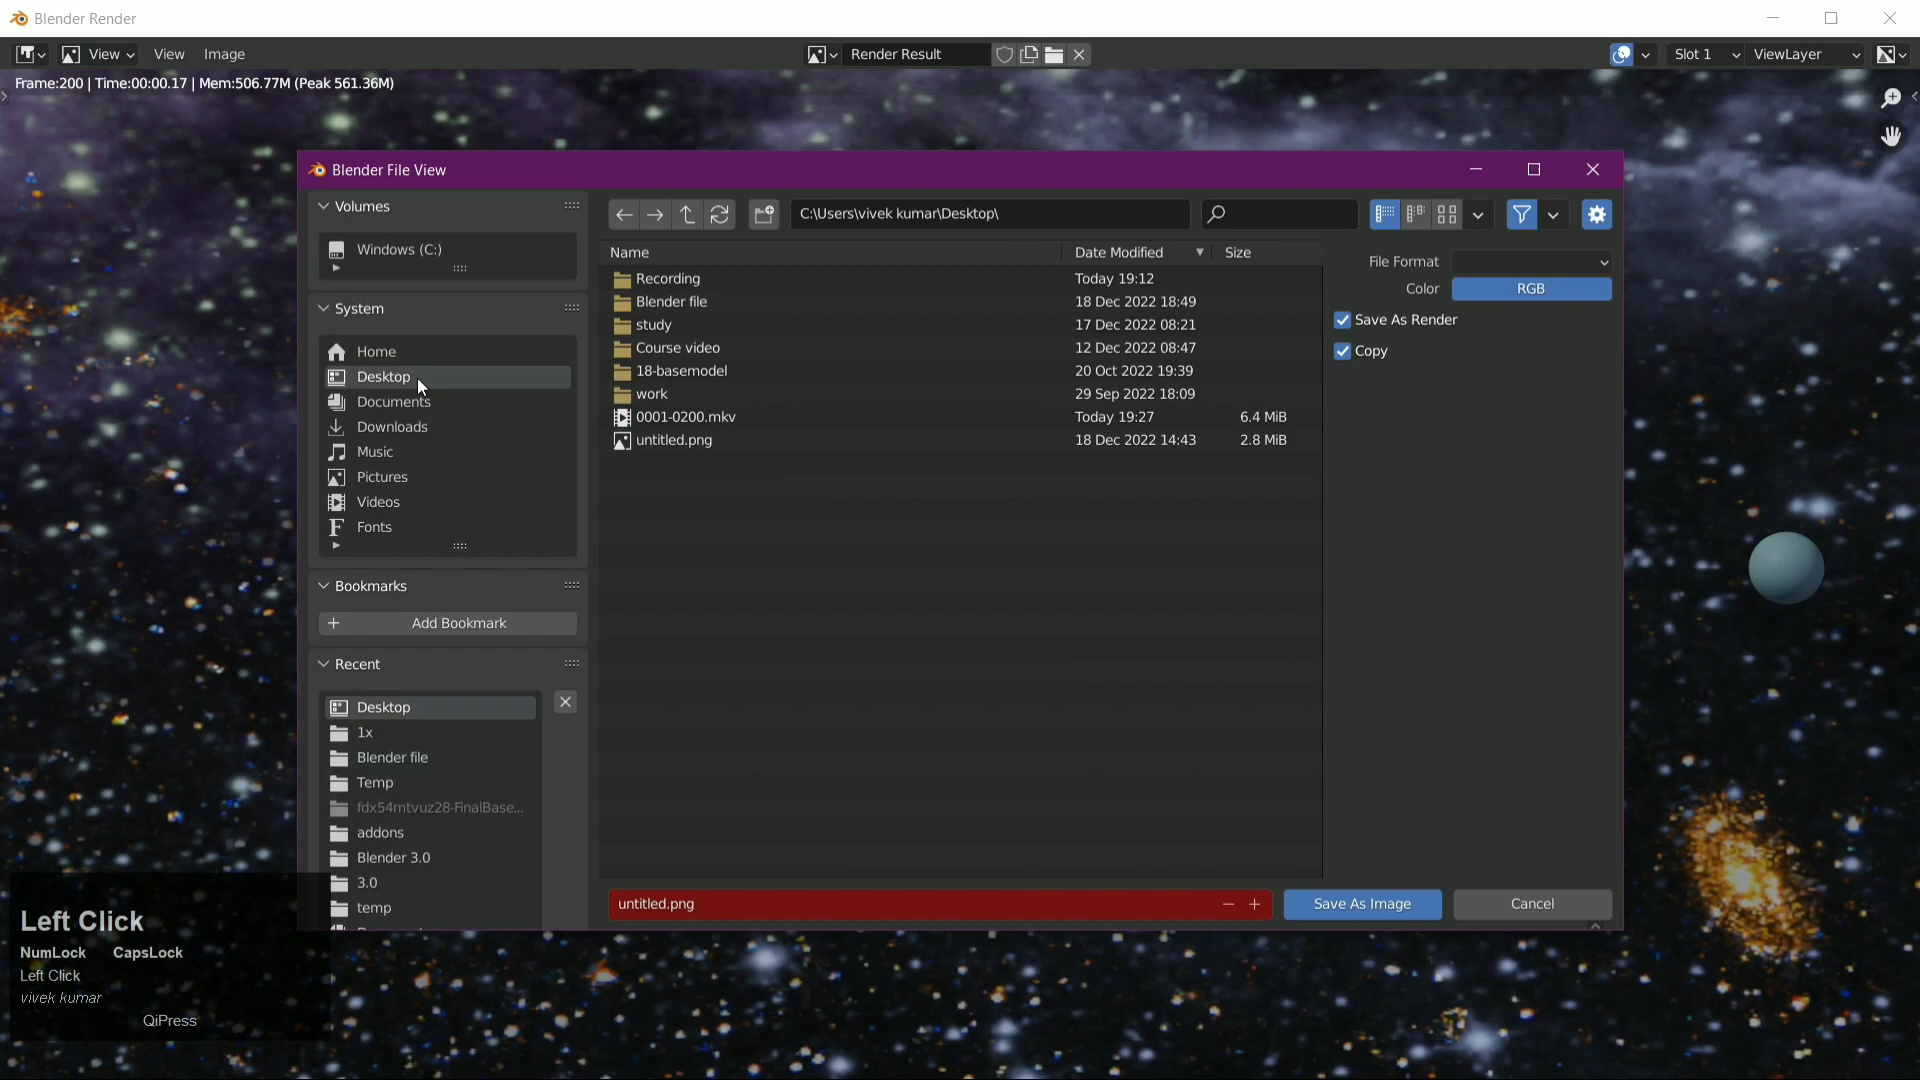 Blender Render
View View Image Render Result Slot 1 ViewLayer
Frame:200 | Time:00:00.17 | Mem:506.77M (Peak 561.36M)
Blender File View
Volumes
Windows (C:)
System
Home
Desktop
Documents
Downloads
Music
Pictures
Videos
Fonts
Bookmarks
Add Bookmark
Recent
Desktop
1x
Blender file
Temp
fdx54mtvuz28-FinalBase...
addons
Blender 3.0
3.0
temp
C:\Users\vivek kumar\Desktop\
Name Date Modified Size
Recording Today 19:12
Blender file 18 Dec 2022 18:49
study 17 Dec 2022 08:21
Course video 12 Dec 2022 08:47
18-basemodel 20 Oct 2022 19:39
work 29 Sep 2022 18:09
0001-0200.mkv Today 19:27 6.4 MiB
untitled.png 18 Dec 2022 14:43 2.8 MiB
File Format
Color RGB
Save As Render
Copy
untitled.png Save As Image Cancel
Left Click
NumLock CapsLock
Left Click
vivek kumar
QiPress